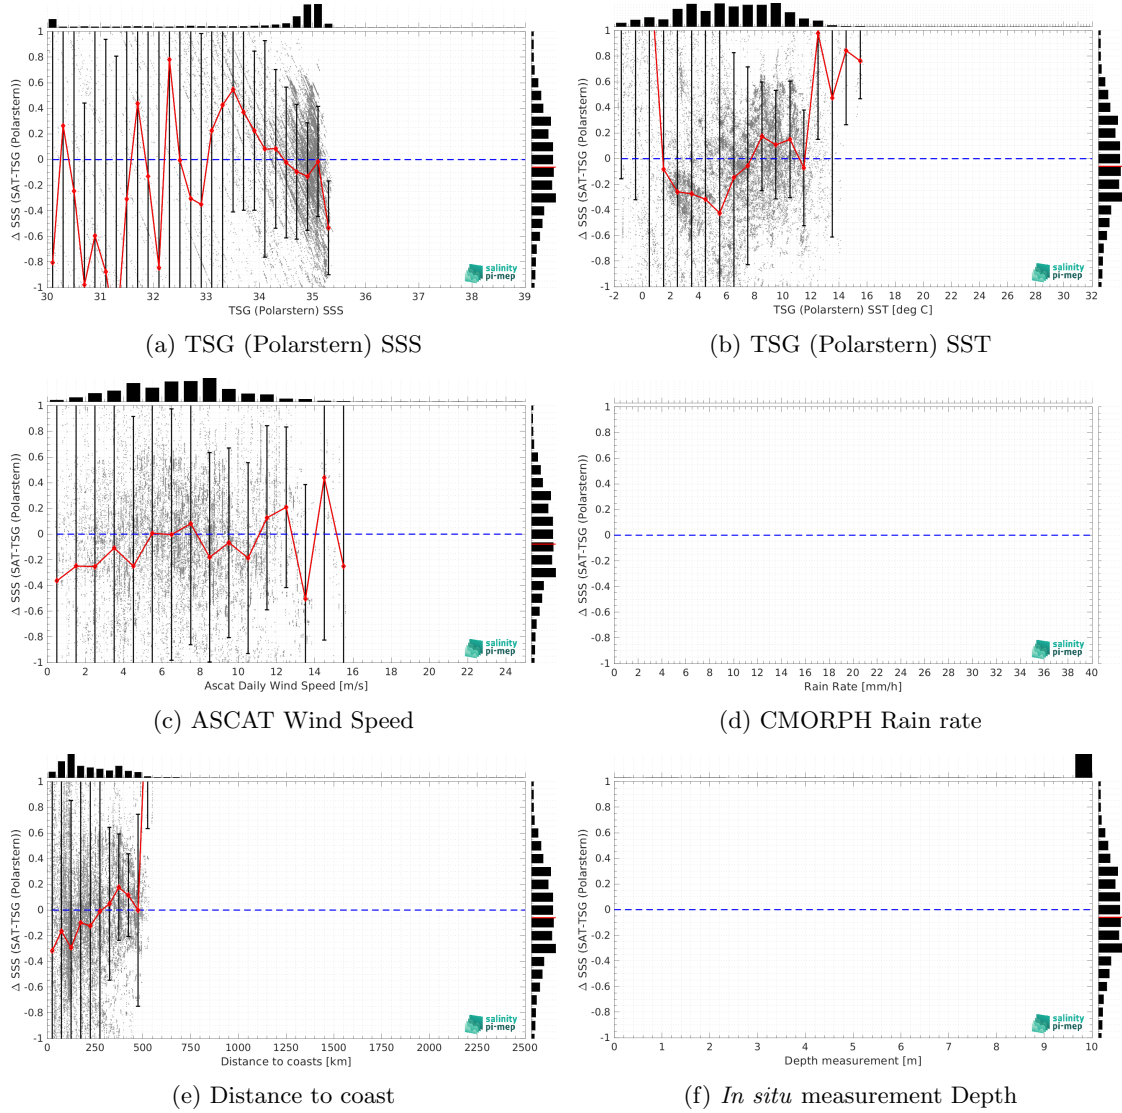 1
0.8
0.6
0.4
0.2
0
-0.2
-0.4
-0.6
-0.8
-1
Δ SSS (SAT-TSG (Polarstern))
salinity
pi-mep
30 31 32 33 34 35 36 37 38 39
TSG (Polarstern) SSS
(a) TSG (Polarstern) SSS
1
0.8
0.6
0.4
0.2
0
-0.2
-0.4
-0.6
-0.8
-1
Δ SSS (SAT-TSG (Polarstern))
salinity
pi-mep
-2 0 2 4 6 8 10 12 14 16 18 20 22 24 26 28 30 32
TSG (Polarstern) SST [deg C]
(b) TSG (Polarstern) SST
1
0.8
0.6
0.4
0.2
0
-0.2
-0.4
-0.6
-0.8
-1
Δ SSS (SAT-TSG (Polarstern))
salinity
pi-mep
0 2 4 6 8 10 12 14 16 18 20 22 24
Ascat Daily Wind Speed [m/s]
(c) ASCAT Wind Speed
1
0.8
0.6
0.4
0.2
0
-0.2
-0.4
-0.6
-0.8
-1
Δ SSS (SAT-TSG (Polarstern))
salinity
pi-mep
0 2 4 6 8 10 12 14 16 18 20 22 24 26 28 30 32 34 36 38 40
Rain Rate [mm/h]
(d) CMORPH Rain rate
1
0.8
0.6
0.4
0.2
0
-0.2
-0.4
-0.6
-0.8
-1
Δ SSS (SAT-TSG (Polarstern))
salinity
pi-mep
0 250 500 750 1000 1250 1500 1750 2000 2250 2500
Distance to coasts [km]
(e) Distance to coast
1
0.8
0.6
0.4
0.2
0
-0.2
-0.4
-0.6
-0.8
-1
Δ SSS (SAT-TSG (Polarstern))
salinity
pi-mep
0 1 2 3 4 5 6 7 8 9 10
Depth measurement [m]
(f) In situ measurement Depth